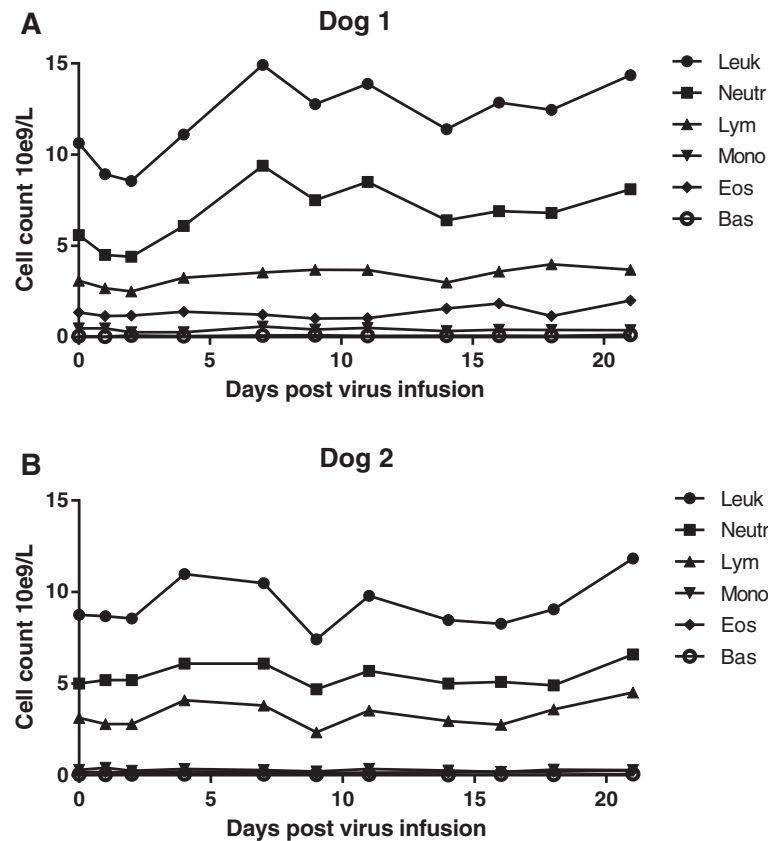 A
Dog 1
Cell count 10e9/L
15
10
5
0
0 5 10 15 20
Days post virus infusion
Leuk
Neutr
Lym
Mono
Eos
Bas
B
Dog 2
Cell count 10e9/L
15
10
5
0
0 5 10 15 20
Days post virus infusion
Leuk
Neutr
Lym
Mono
Eos
Bas